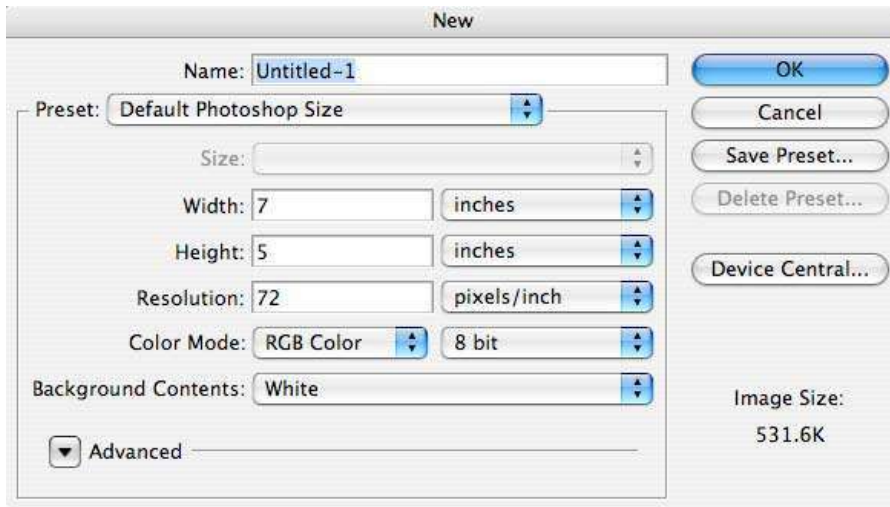 New
Name: Untitled-1
OK
Preset: Default Photoshop Size
Cancel
Size:
Save Preset...
Width: 7 inches
Delete Preset...
Height: 5 inches
Device Central...
Resolution: 72 pixels/inch
Color Mode: RGB Color 8 bit
Background Contents: White
Image Size:
531.6K
Advanced